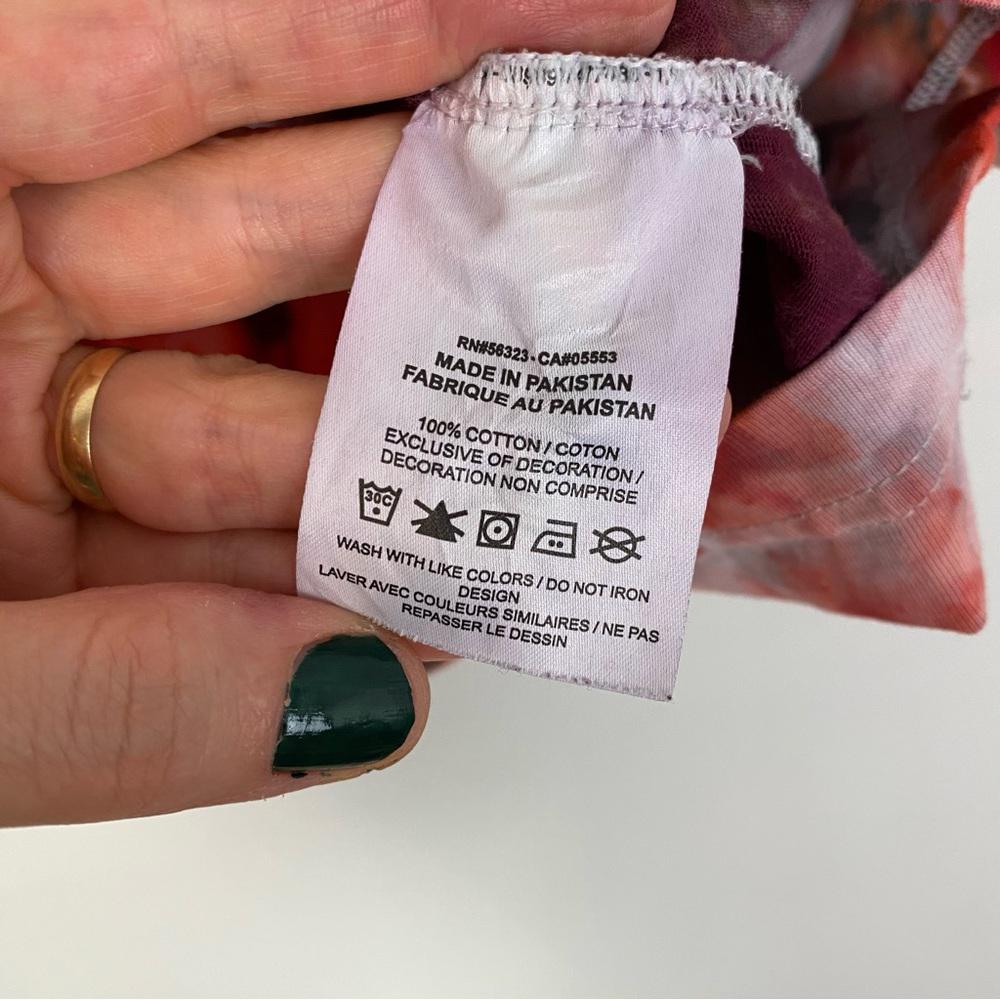 RN#56323 - CA#05553
MADE IN PAKISTAN
FABRIQUE AU PAKISTAN
100% COTTON / COTON
EXCLUSIVE OF DECORATION /
DECORATION NON COMPRISE
30C
WASH WITH LIKE COLORS / DO NOT IRON
DESIGN
LAVER AVEC COULEURS SIMILAIRES / NE PAS
REPASSER LE DESSIN